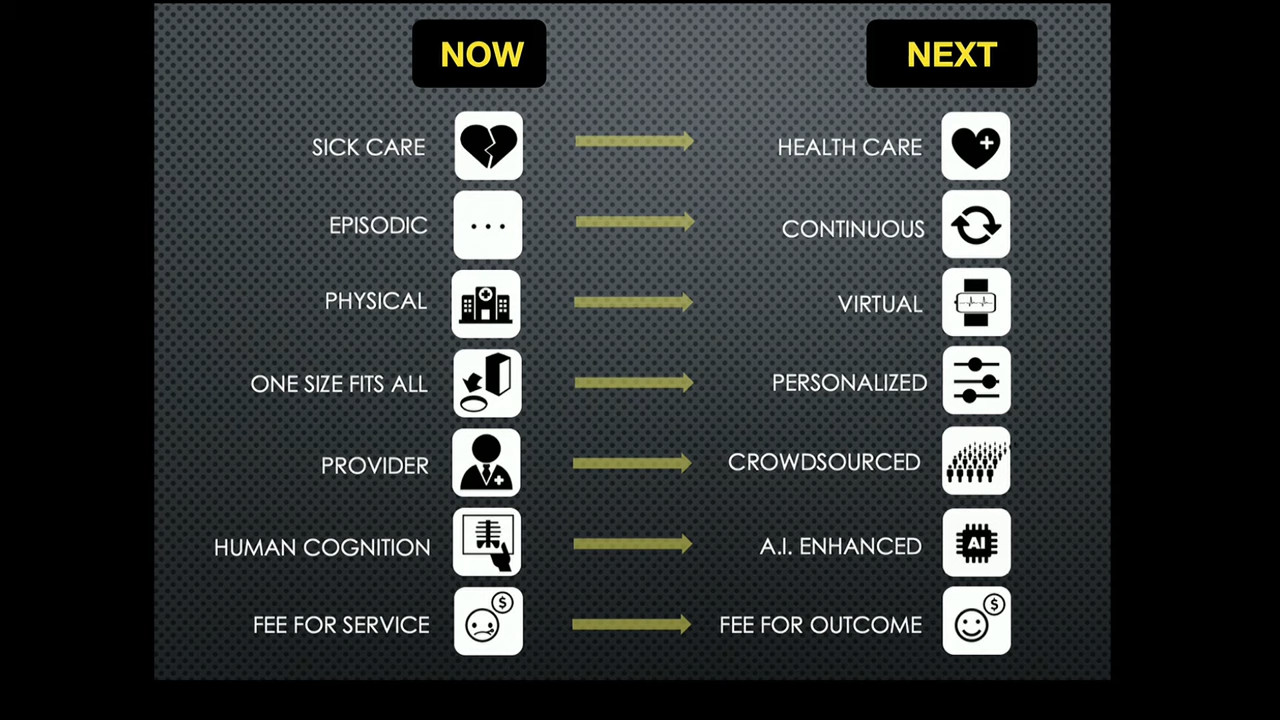 NOW
NEXT
SICK CARE
HEALTH CARE
EPISODIC
CONTINUOUS
PHYSICAL
VIRTUAL
ONE SIZE FITS ALL
PERSONALIZED
PROVIDER
CROWDSOURCED
HUMAN COGNITION
A.I. ENHANCED
AI
FEE FOR SERVICE
$
FEE FOR OUTCOME
$